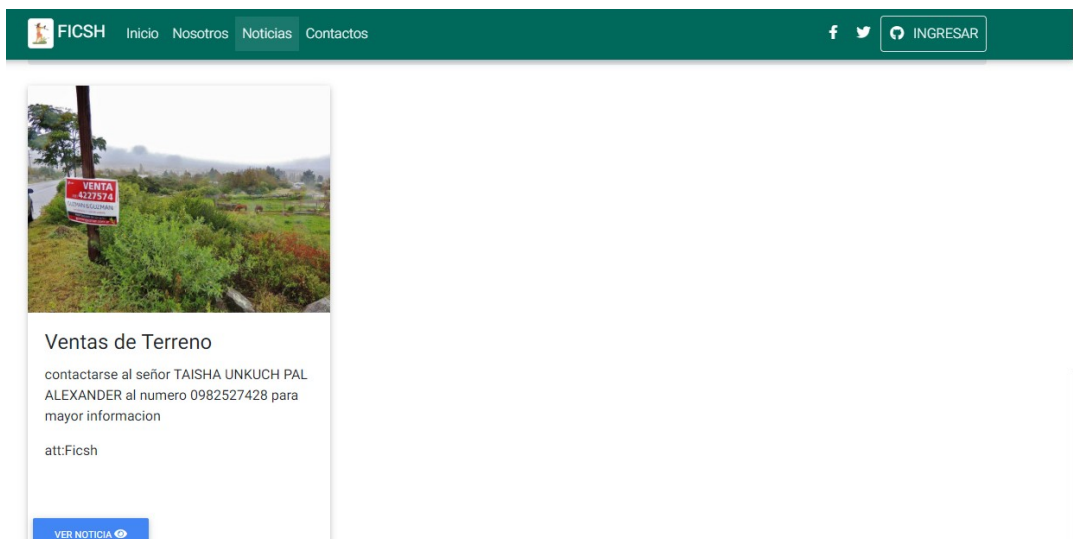 FICSH Inicio Nosotros Noticias Contactos INGRESAR
VENTA
4227574
Ventas de Terreno
contactarse al señor TAISHA UNKUCH PAL
ALEXANDER al numero 0982527428 para
mayor informacion
att:Ficsh
VER NOTICIA